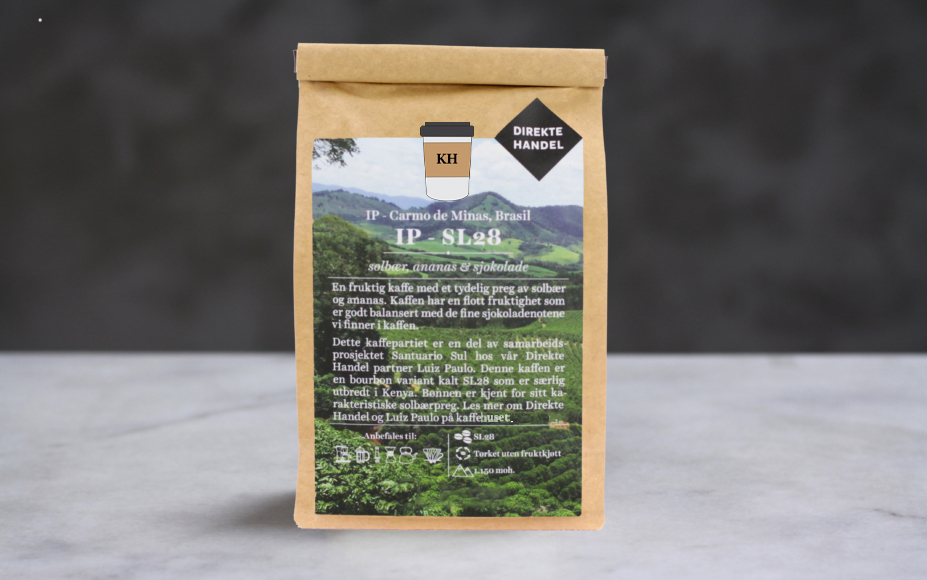 DIREKTE
HANDEL
KH
IP - Carmo de Minas, Brasil
IP - SL28
solbær, ananas & sjokolade
En fruktig kaffe med et tydelig preg av solbær
og ananas. Kaffen har en flott fruktighet som
er godt balansert med de fine sjokoladenotene
vi finner i kaffen.
Dette kaffepartiet er en del av samarbeids-
prosjektet Santuario Sul hos vår Direkte
Handel partner Luiz Paulo. Denne kaffen er
en bourbon variant kalt SL28 som er særlig
utbredt i Kenya. Bønnen er kjent for sitt ka-
rakteristiske solbærpreg. Les mer om Direkte
Handel og Luiz Paulo på kaffehuset.
Anbefales til:
SL28
Tørket uten fruktkjøtt
1.150 moh.